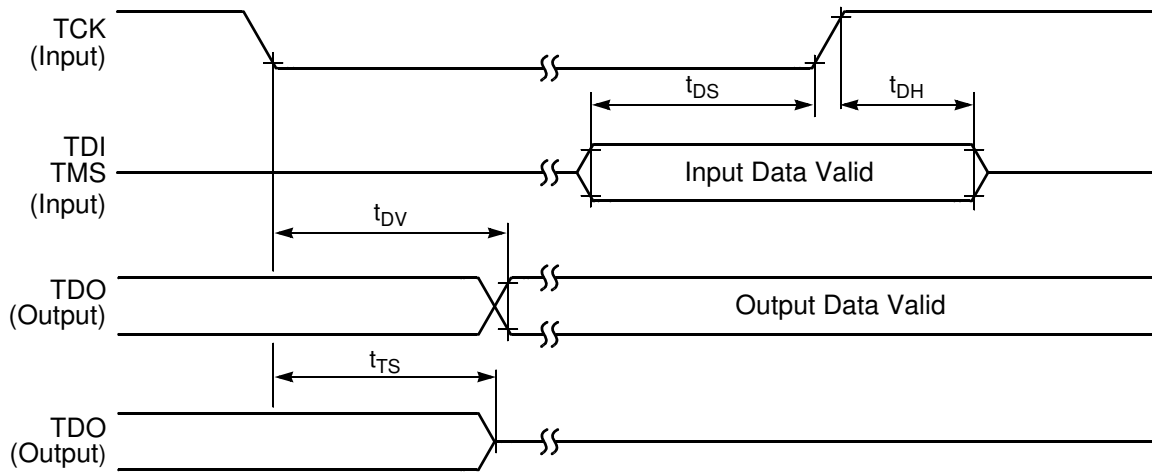 TCK
(Input)
tDS
tDH
TDI
TMS
(Input)
Input Data Valid
tDV
TDO
(Output)
Output Data Valid
tTS
TDO
(Output)